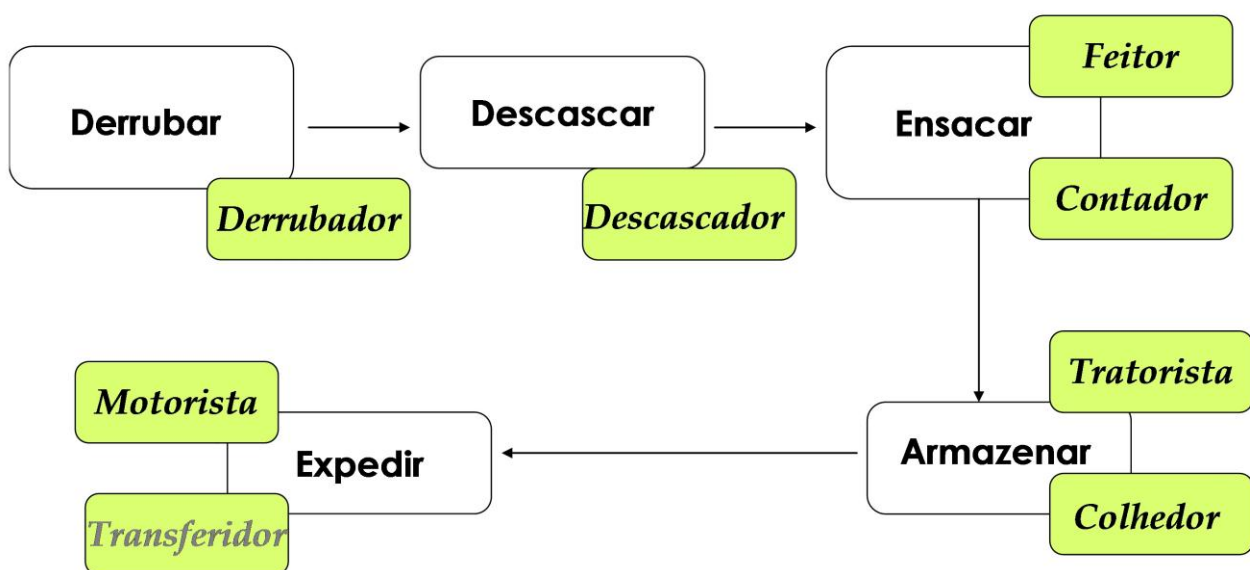 Derrubar
Derrubador
Descascar
Descascador
Ensacar
Feitor
Contador
Armazenar
Tratorista
Colhedor
Expedir
Motorista
Transferidor